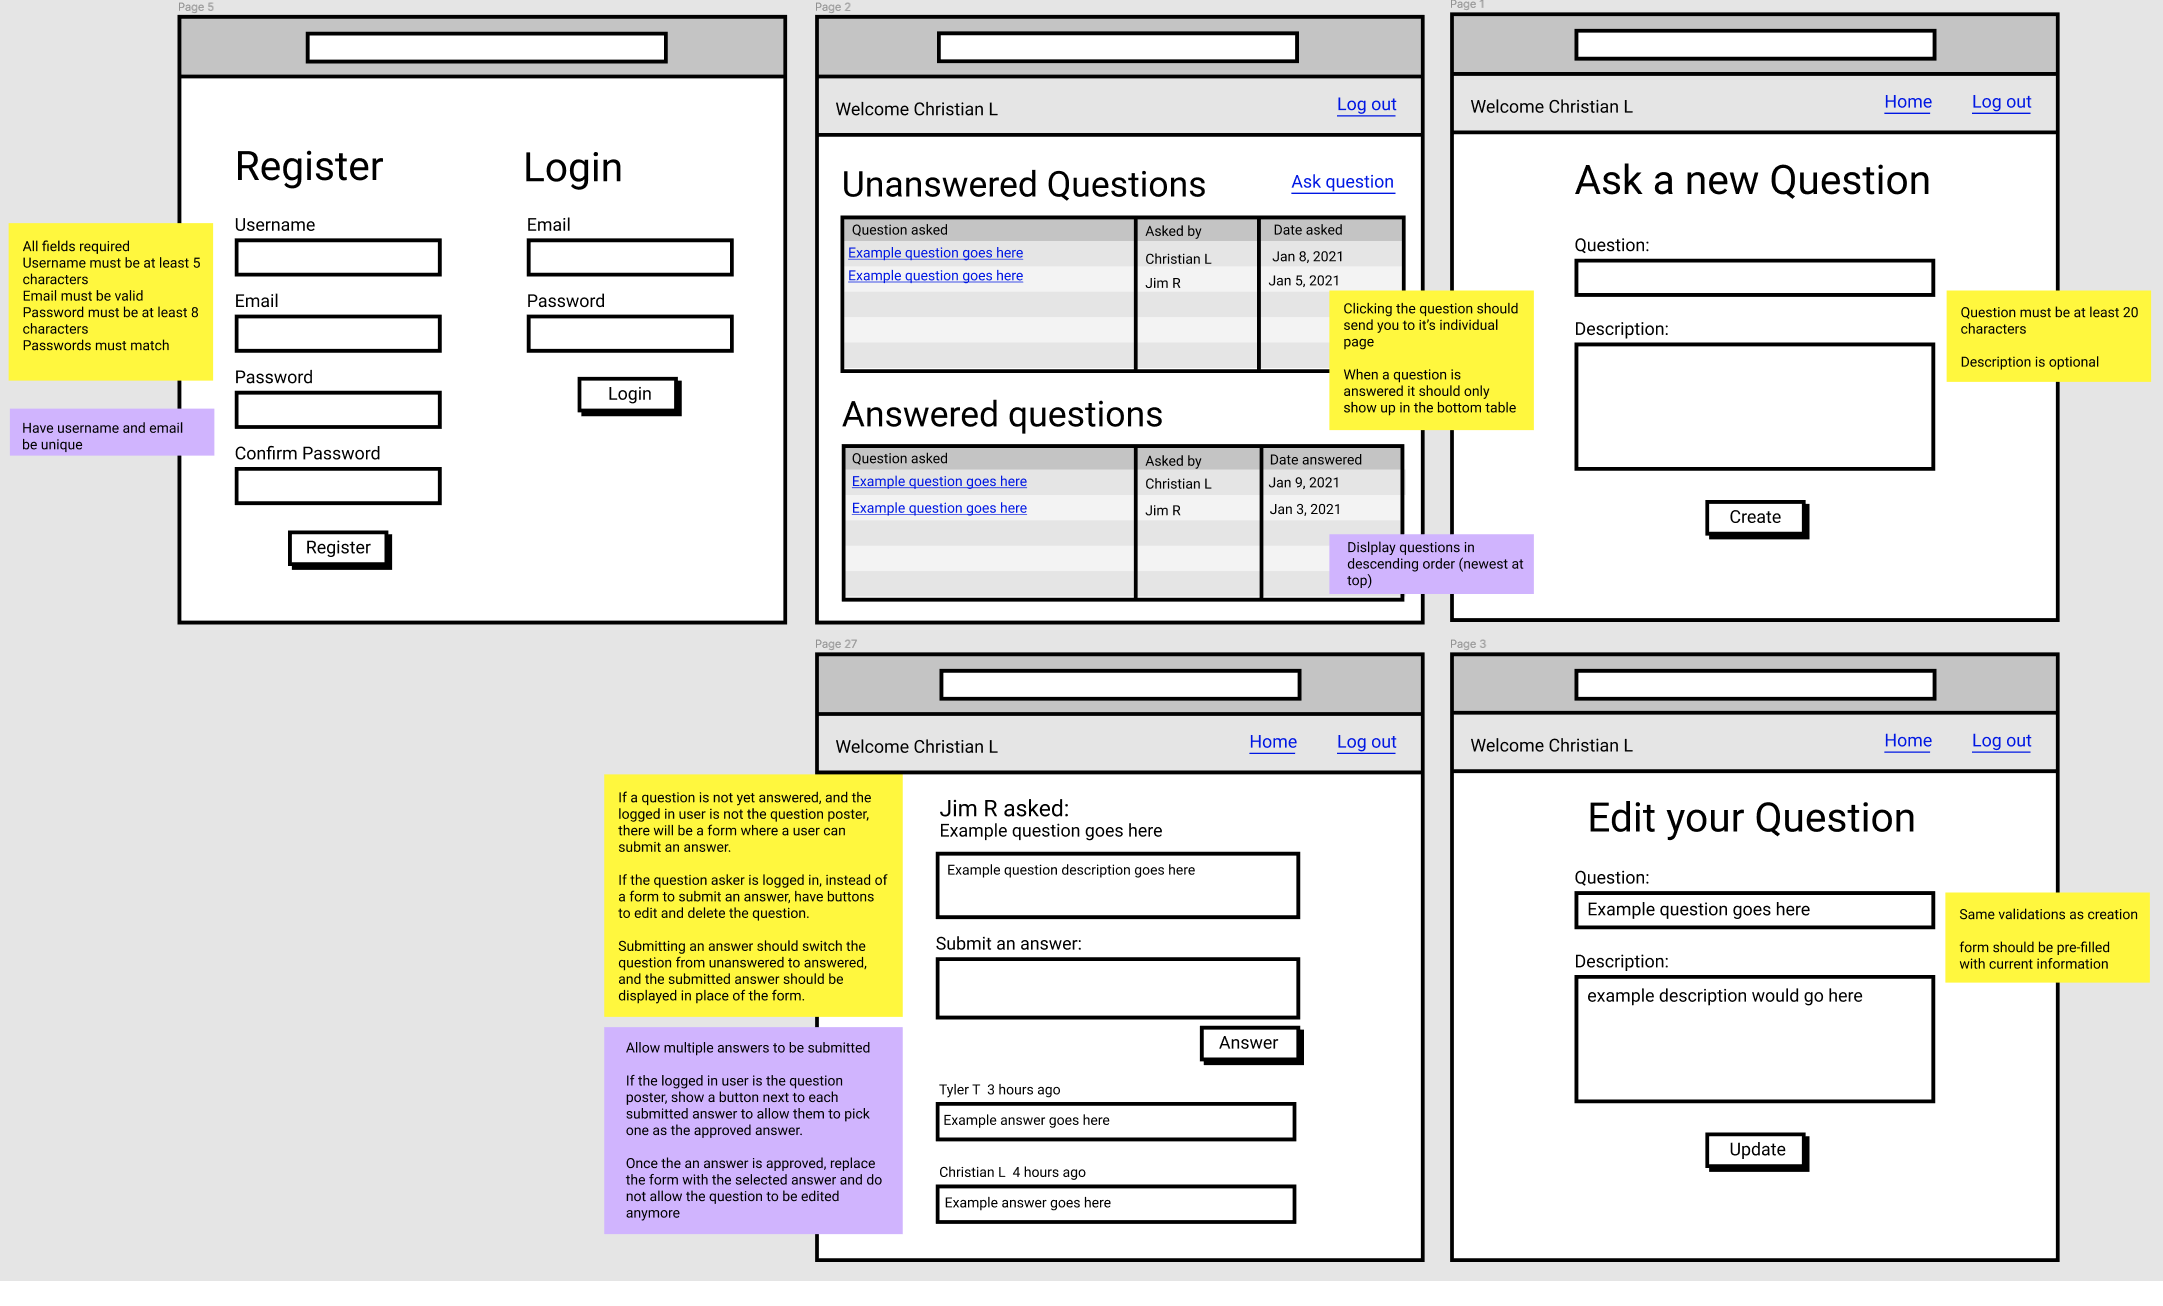 Page 5
Register
Login
Username
Email
Email
Password
Password
Login
Confirm Password
Register
All fields required
Username must be at least 5
characters
Email must be valid
Password must be at least 8
characters
Passwords must match
Have username and email
be unique
Page 2
Welcome Christian L
Log out
Unanswered Questions
Ask question
Question asked
Asked by
Date asked
Example question goes here
Christian L
Jan 8, 2021
Example question goes here
Jim R
Jan 5, 2021
Clicking the question should
send you to it's individual
page
When a question is
answered it should only
show up in the bottom table
Answered questions
Question asked
Asked by
Date answered
Example question goes here
Christian L
Jan 9, 2021
Example question goes here
Jim R
Jan 3, 2021
Dislplay questions in
descending order (newest at
top)
Page 1
Welcome Christian L
Home
Log out
Ask a new Question
Question:
Description:
Create
Question must be at least 20
characters
Description is optional
Page 27
Welcome Christian L
Home
Log out
If a question is not yet answered, and the
logged in user is not the question poster,
there will be a form where a user can
submit an answer.
If the question asker is logged in, instead of
a form to submit an answer, have buttons
to edit and delete the question.
Submitting an answer should switch the
question from unanswered to answered,
and the submitted answer should be
displayed in place of the form.
Allow multiple answers to be submitted
If the logged in user is the question
poster, show a button next to each
submitted answer to allow them to pick
one as the approved answer.
Once the an answer is approved, replace
the form with the selected answer and do
not allow the question to be edited
anymore
Jim R asked:
Example question goes here
Example question description goes here
Submit an answer:
Answer
Tyler T 3 hours ago
Example answer goes here
Christian L 4 hours ago
Example answer goes here
Page 3
Welcome Christian L
Home
Log out
Edit your Question
Question:
Example question goes here
Description:
example description would go here
Update
Same validations as creation
form should be pre-filled
with current information